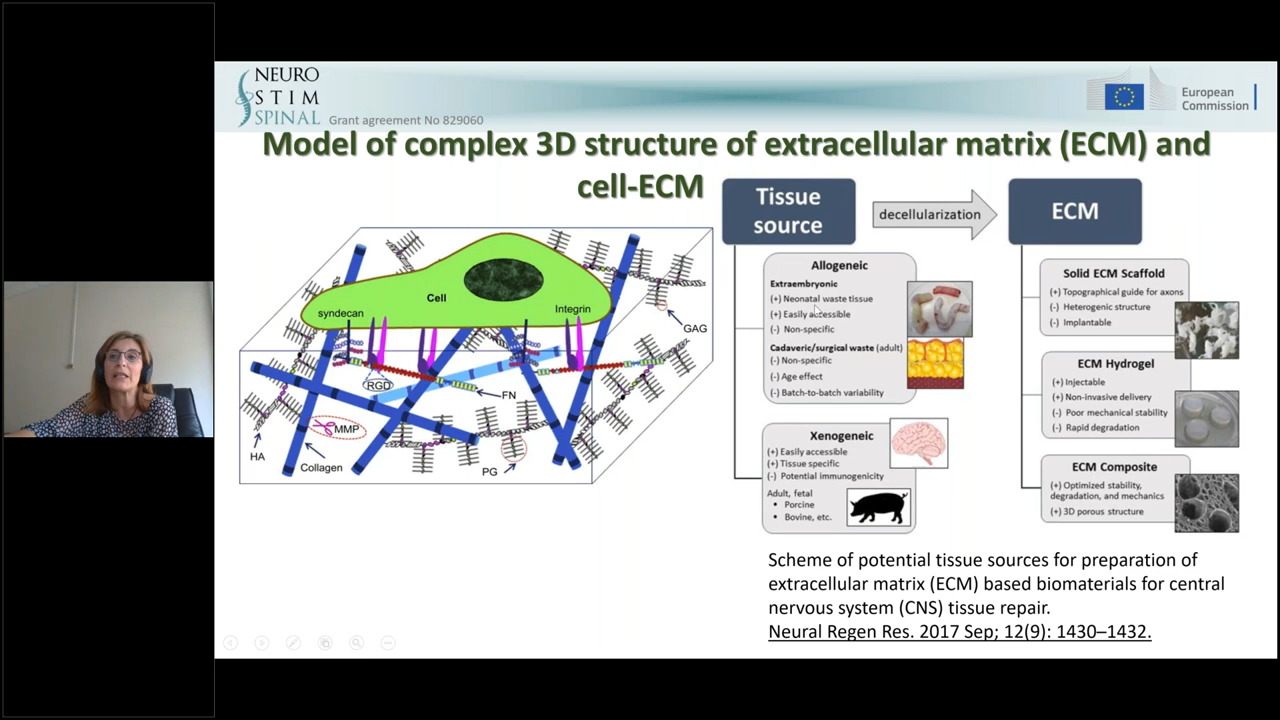 NEURO
STIM
SPINAL
Grant agreement No 829060
European
Commission
Model of complex 3D structure of extracellular matrix (ECM) and
cell-ECM
Cell
syndecan
Integrin
GAG
RGD
FN
MMP
HA
Collagen
PG
Tissue
source
decellularization
ECM
Allogeneic
Extraembryonic
(+) Neonatal waste tissue
(+) Easily accessible
(-) Non-specific
Cadaveric/surgical waste (adult)
(-) Non-specific
(-) Age effect
(-) Batch-to-batch variability
Xenogeneic
(+) Easily accessible
(+) Tissue specific
(-) Potential immunogenicity
Adult, fetal
• Porcine
• Bovine, etc.
Solid ECM Scaffold
(+) Topographical guide for axons
(-) Heterogenic structure
(-) Implantable
ECM Hydrogel
(+) Injectable
(+) Non-invasive delivery
(-) Poor mechanical stability
(-) Rapid degradation
ECM Composite
(+) Optimized stability,
degradation, and mechanics
(+) 3D porous structure
Scheme of potential tissue sources for preparation of
extracellular matrix (ECM) based biomaterials for central
nervous system (CNS) tissue repair.
Neural Regen Res. 2017 Sep; 12(9): 1430–1432.